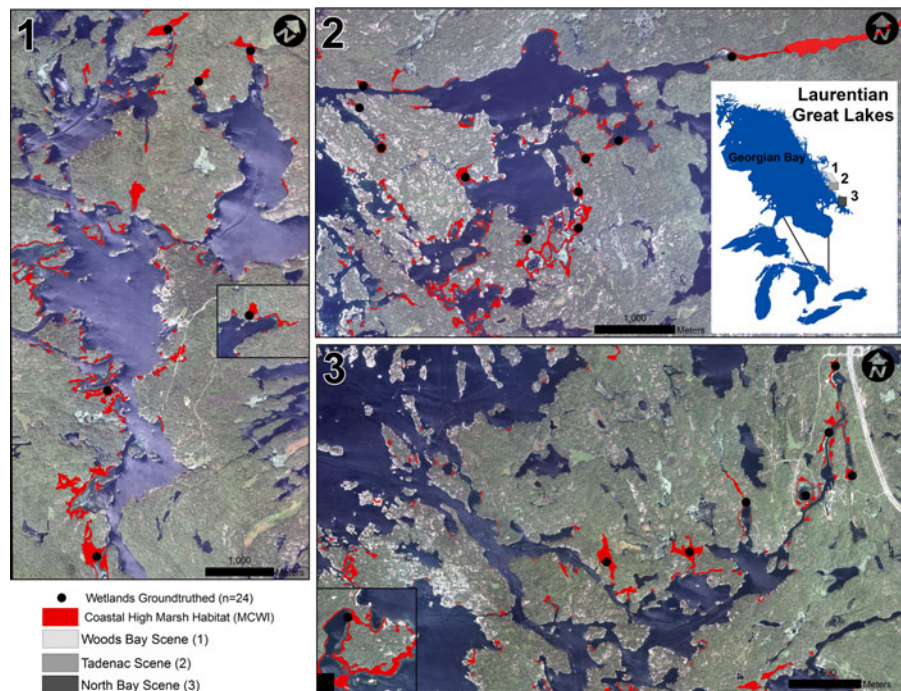 1
N
1,000
Meters
2
N
1,000
Meters
Laurentian
Great Lakes
Georgian Bay
1
2
3
3
N
Meters
Wetlands Groundtruthed (n=24)
Coastal High Marsh Habitat (MCWI)
Woods Bay Scene (1)
Tadenac Scene (2)
North Bay Scene (3)